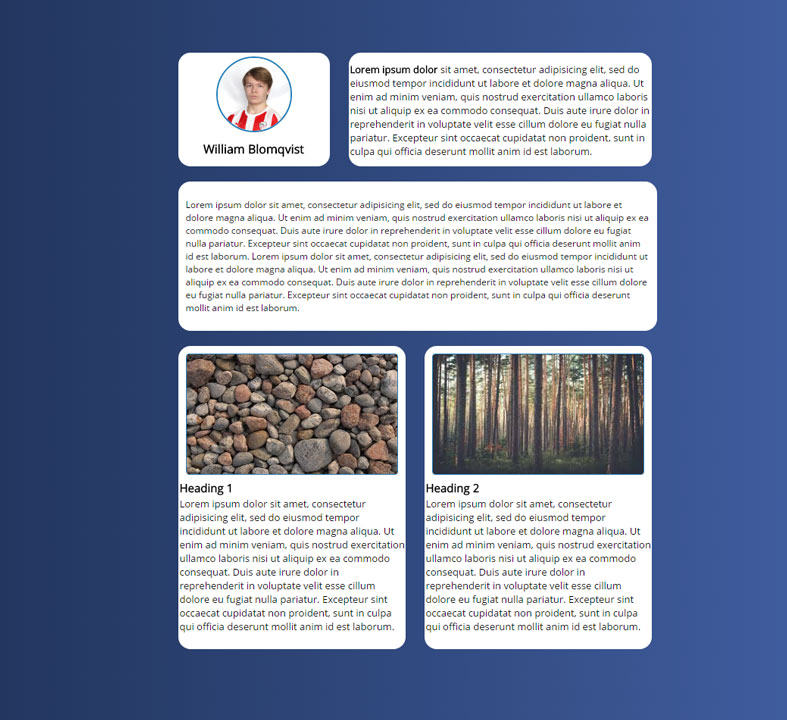 William Blomqvist
Lorem ipsum dolor sit amet, consectetur adipisicing elit, sed do
eiusmod tempor incididunt ut labore et dolore magna aliqua. Ut
enim ad minim veniam, quis nostrud exercitation ullamco laboris
nisi ut aliquip ex ea commodo consequat. Duis aute irure dolor in
reprehenderit in voluptate velit esse cillum dolore eu fugiat nulla
pariatur. Excepteur sint occaecat cupidatat non proident, sunt in
culpa qui officia deserunt mollit anim id est laborum.
Lorem ipsum dolor sit amet, consectetur adipisicing elit, sed do eiusmod tempor incididunt ut labore et
dolore magna aliqua. Ut enim ad minim veniam, quis nostrud exercitation ullamco laboris nisi ut aliquip ex ea
commodo consequat. Duis aute irure dolor in reprehenderit in voluptate velit esse cillum dolore eu fugiat
nulla pariatur. Excepteur sint occaecat cupidatat non proident, sunt in culpa qui officia deserunt mollit anim
id est laborum. Lorem ipsum dolor sit amet, consectetur adipisicing elit, sed do eiusmod tempor incididunt
ut labore et dolore magna aliqua. Ut enim ad minim veniam, quis nostrud exercitation ullamco laboris nisi ut
aliquip ex ea commodo consequat. Duis aute irure dolor in reprehenderit in voluptate velit esse cillum dolore
eu fugiat nulla pariatur. Excepteur sint occaecat cupidatat non proident, sunt in culpa qui officia deserunt
mollit anim id est laborum.
Heading 1
Lorem ipsum dolor sit amet, consectetur
adipisicing elit, sed do eiusmod tempor
incididunt ut labore et dolore magna aliqua. Ut
enim ad minim veniam, quis nostrud exercitation
ullamco laboris nisi ut aliquip ex ea commodo
consequat. Duis aute irure dolor in
reprehenderit in voluptate velit esse cillum
dolore eu fugiat nulla pariatur. Excepteur sint
occaecat cupidatat non proident, sunt in culpa
qui officia deserunt mollit anim id est laborum.
Heading 2
Lorem ipsum dolor sit amet, consectetur
adipisicing elit, sed do eiusmod tempor
incididunt ut labore et dolore magna aliqua. Ut
enim ad minim veniam, quis nostrud exercitation
ullamco laboris nisi ut aliquip ex ea commodo
consequat. Duis aute irure dolor in
reprehenderit in voluptate velit esse cillum
dolore eu fugiat nulla pariatur. Excepteur sint
occaecat cupidatat non proident, sunt in culpa
qui officia deserunt mollit anim id est laborum.